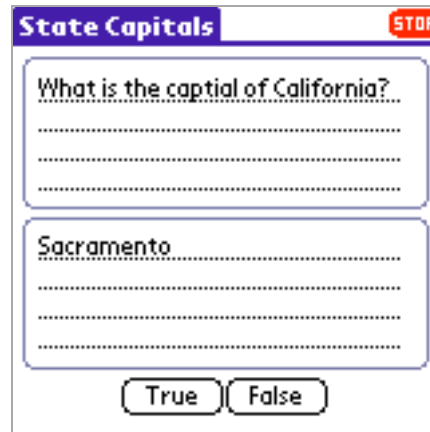 State Capitals
STOP
What is the captial of California?
Sacramento
True False